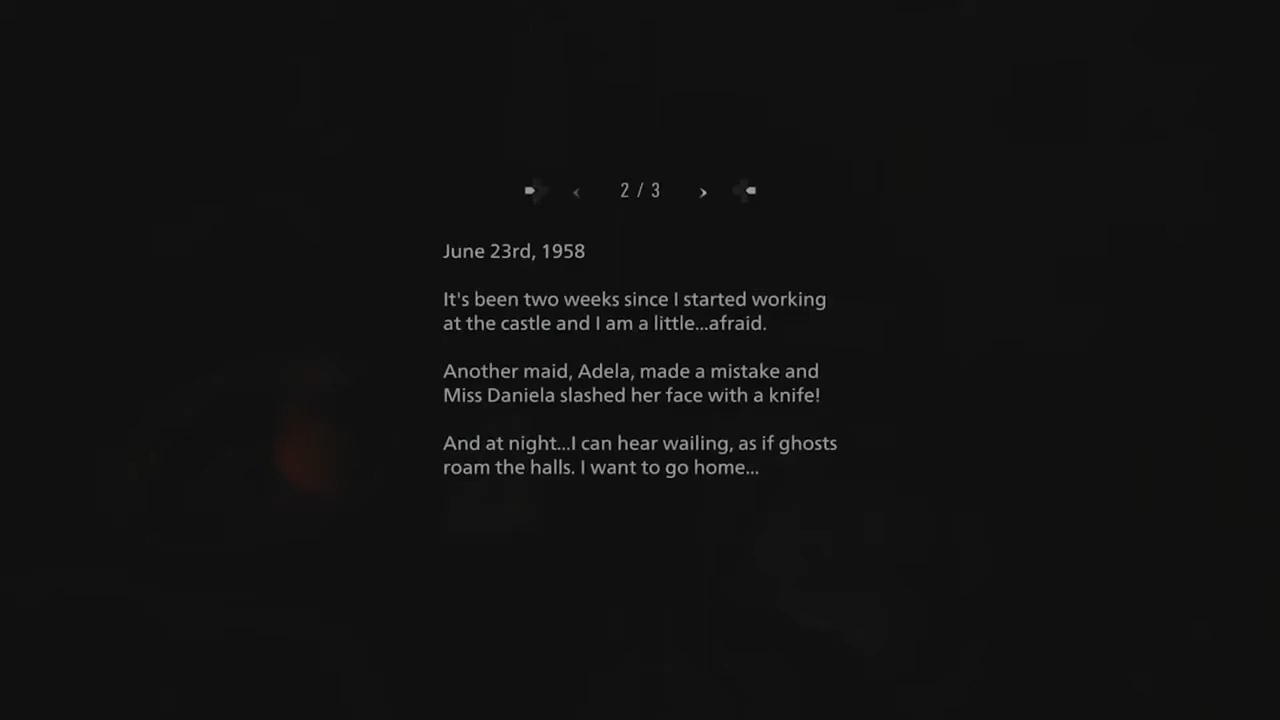 2 / 3
June 23rd, 1958
It's been two weeks since I started working
at the castle and I am a little...afraid.
Another maid, Adela, made a mistake and
Miss Daniela slashed her face with a knife!
And at night...I can hear wailing, as if ghosts
roam the halls. I want to go home...